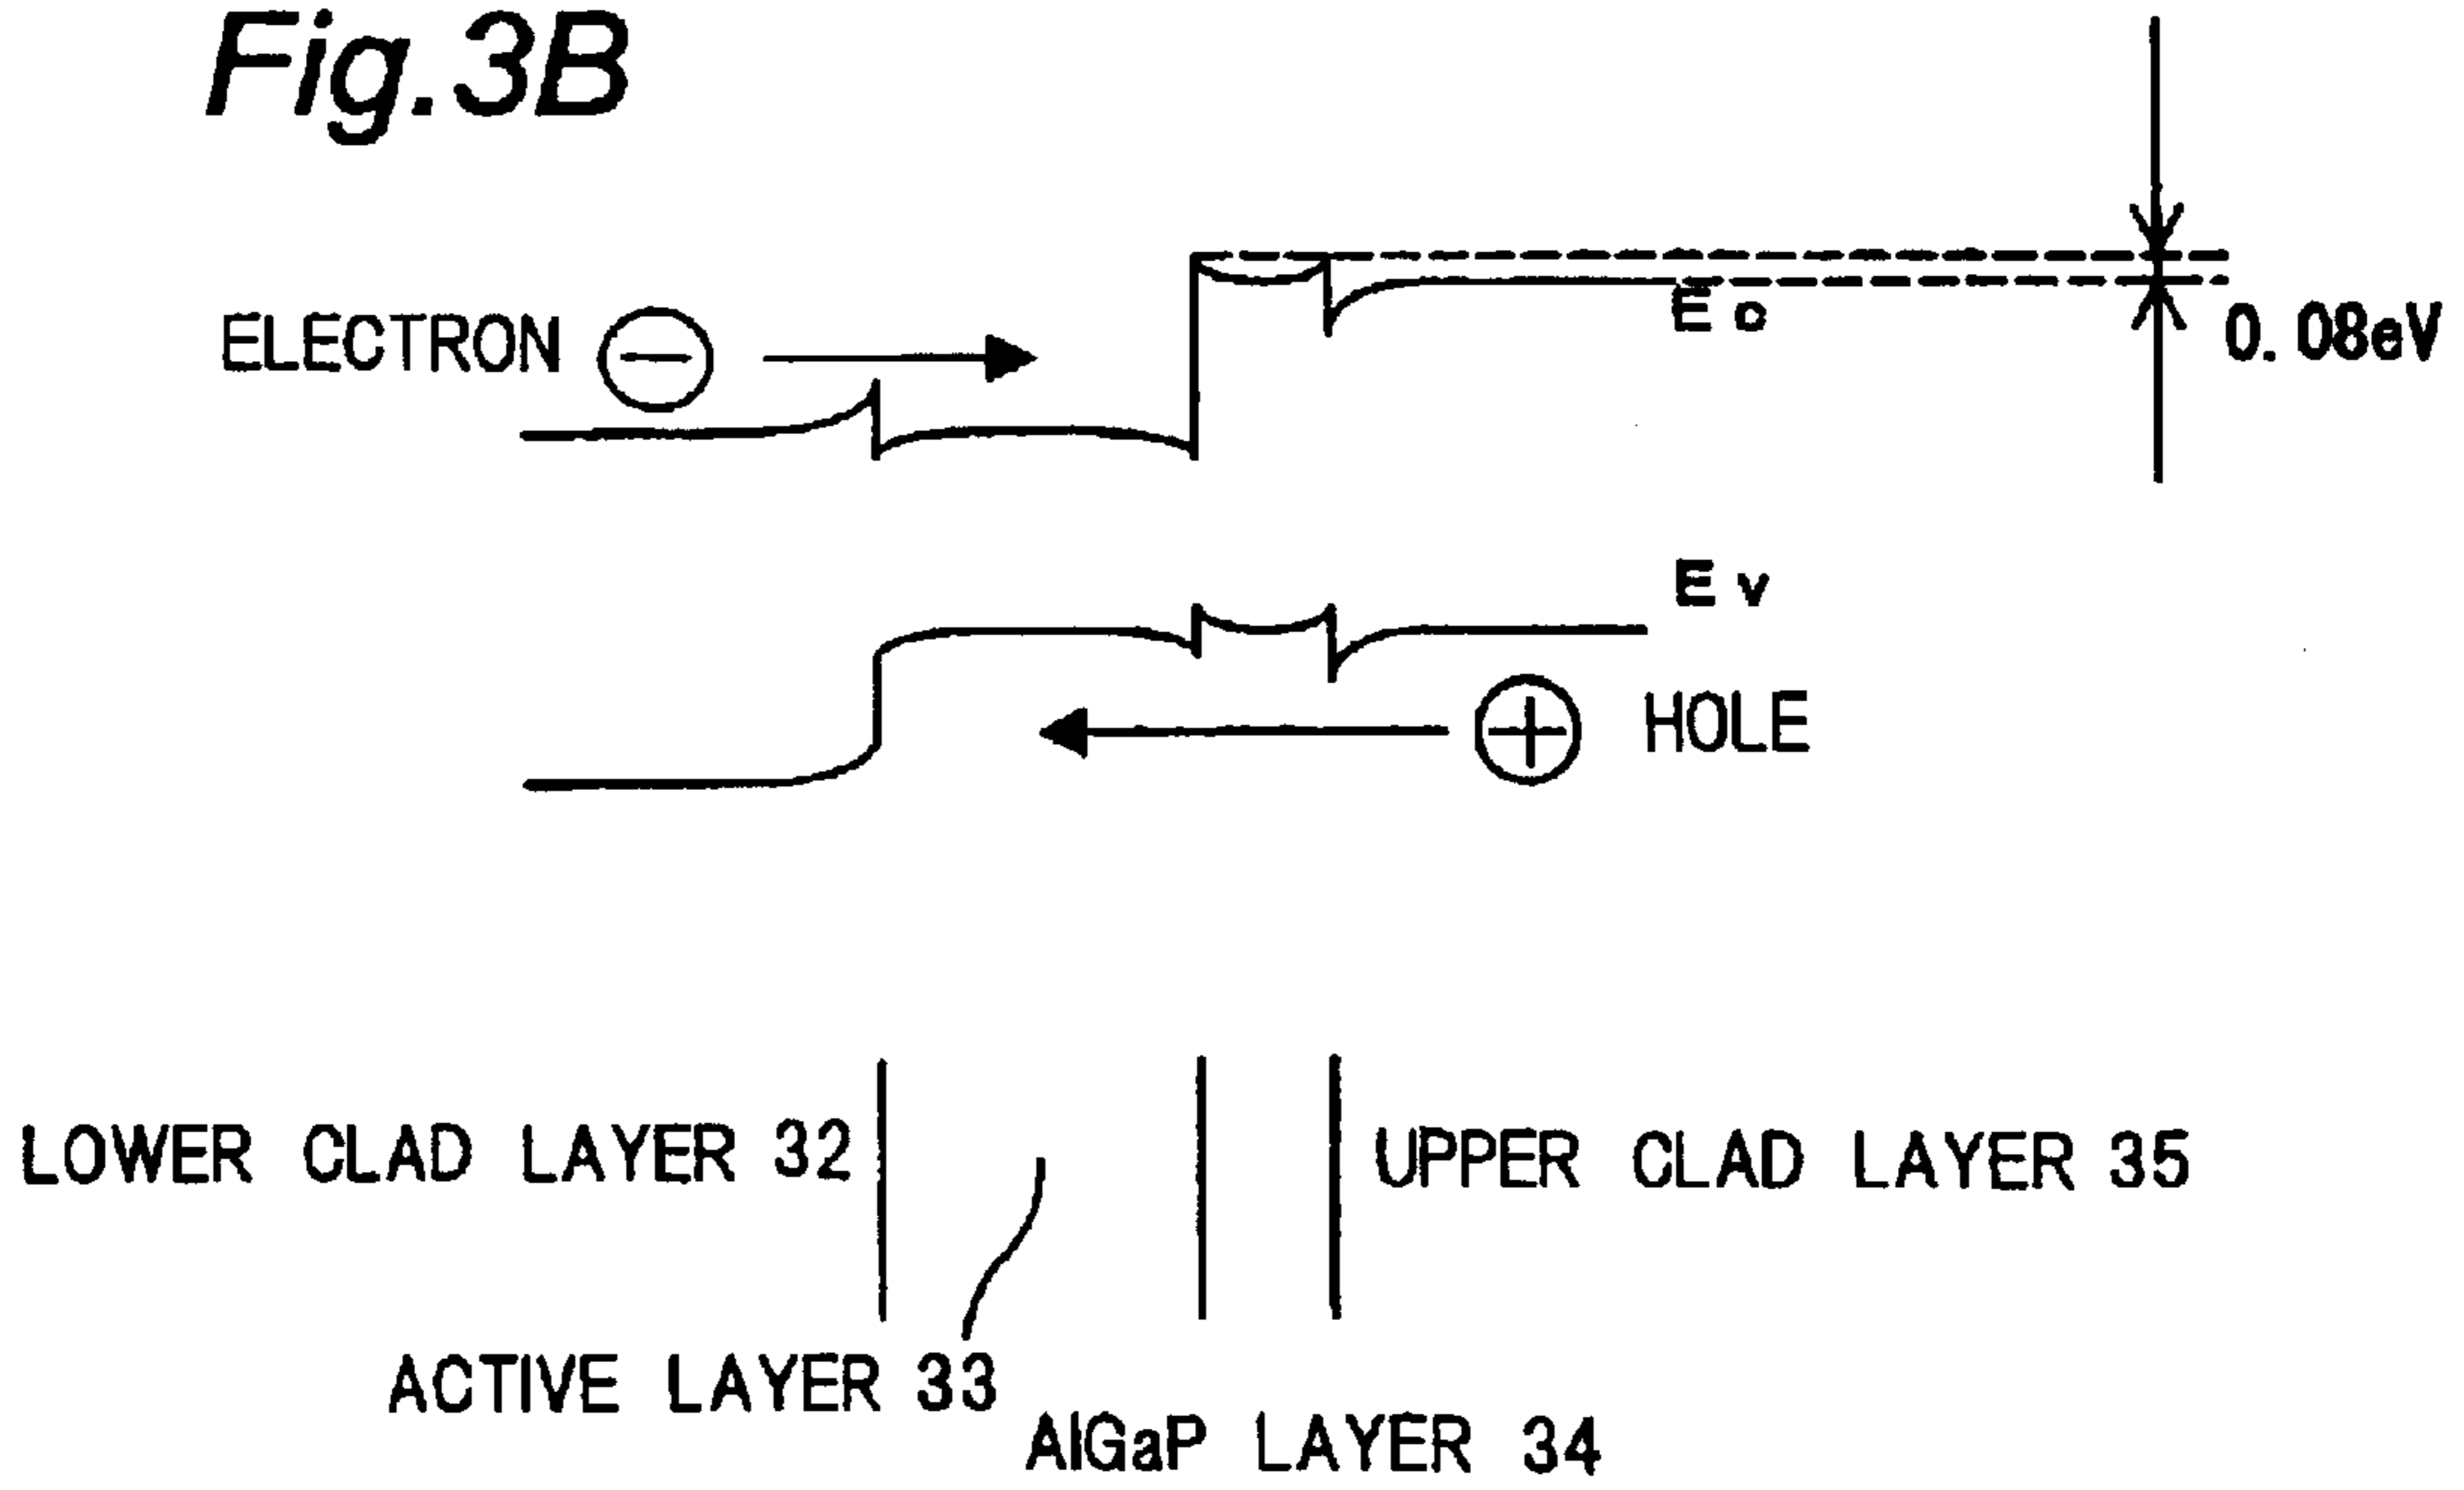 Fig.3B
ELECTRON
Ec
0.08eV
Ev
HOLE
LOWER CLAD LAYER 32
UPPER CLAD LAYER 35
ACTIVE LAYER 33
AlGaP LAYER 34